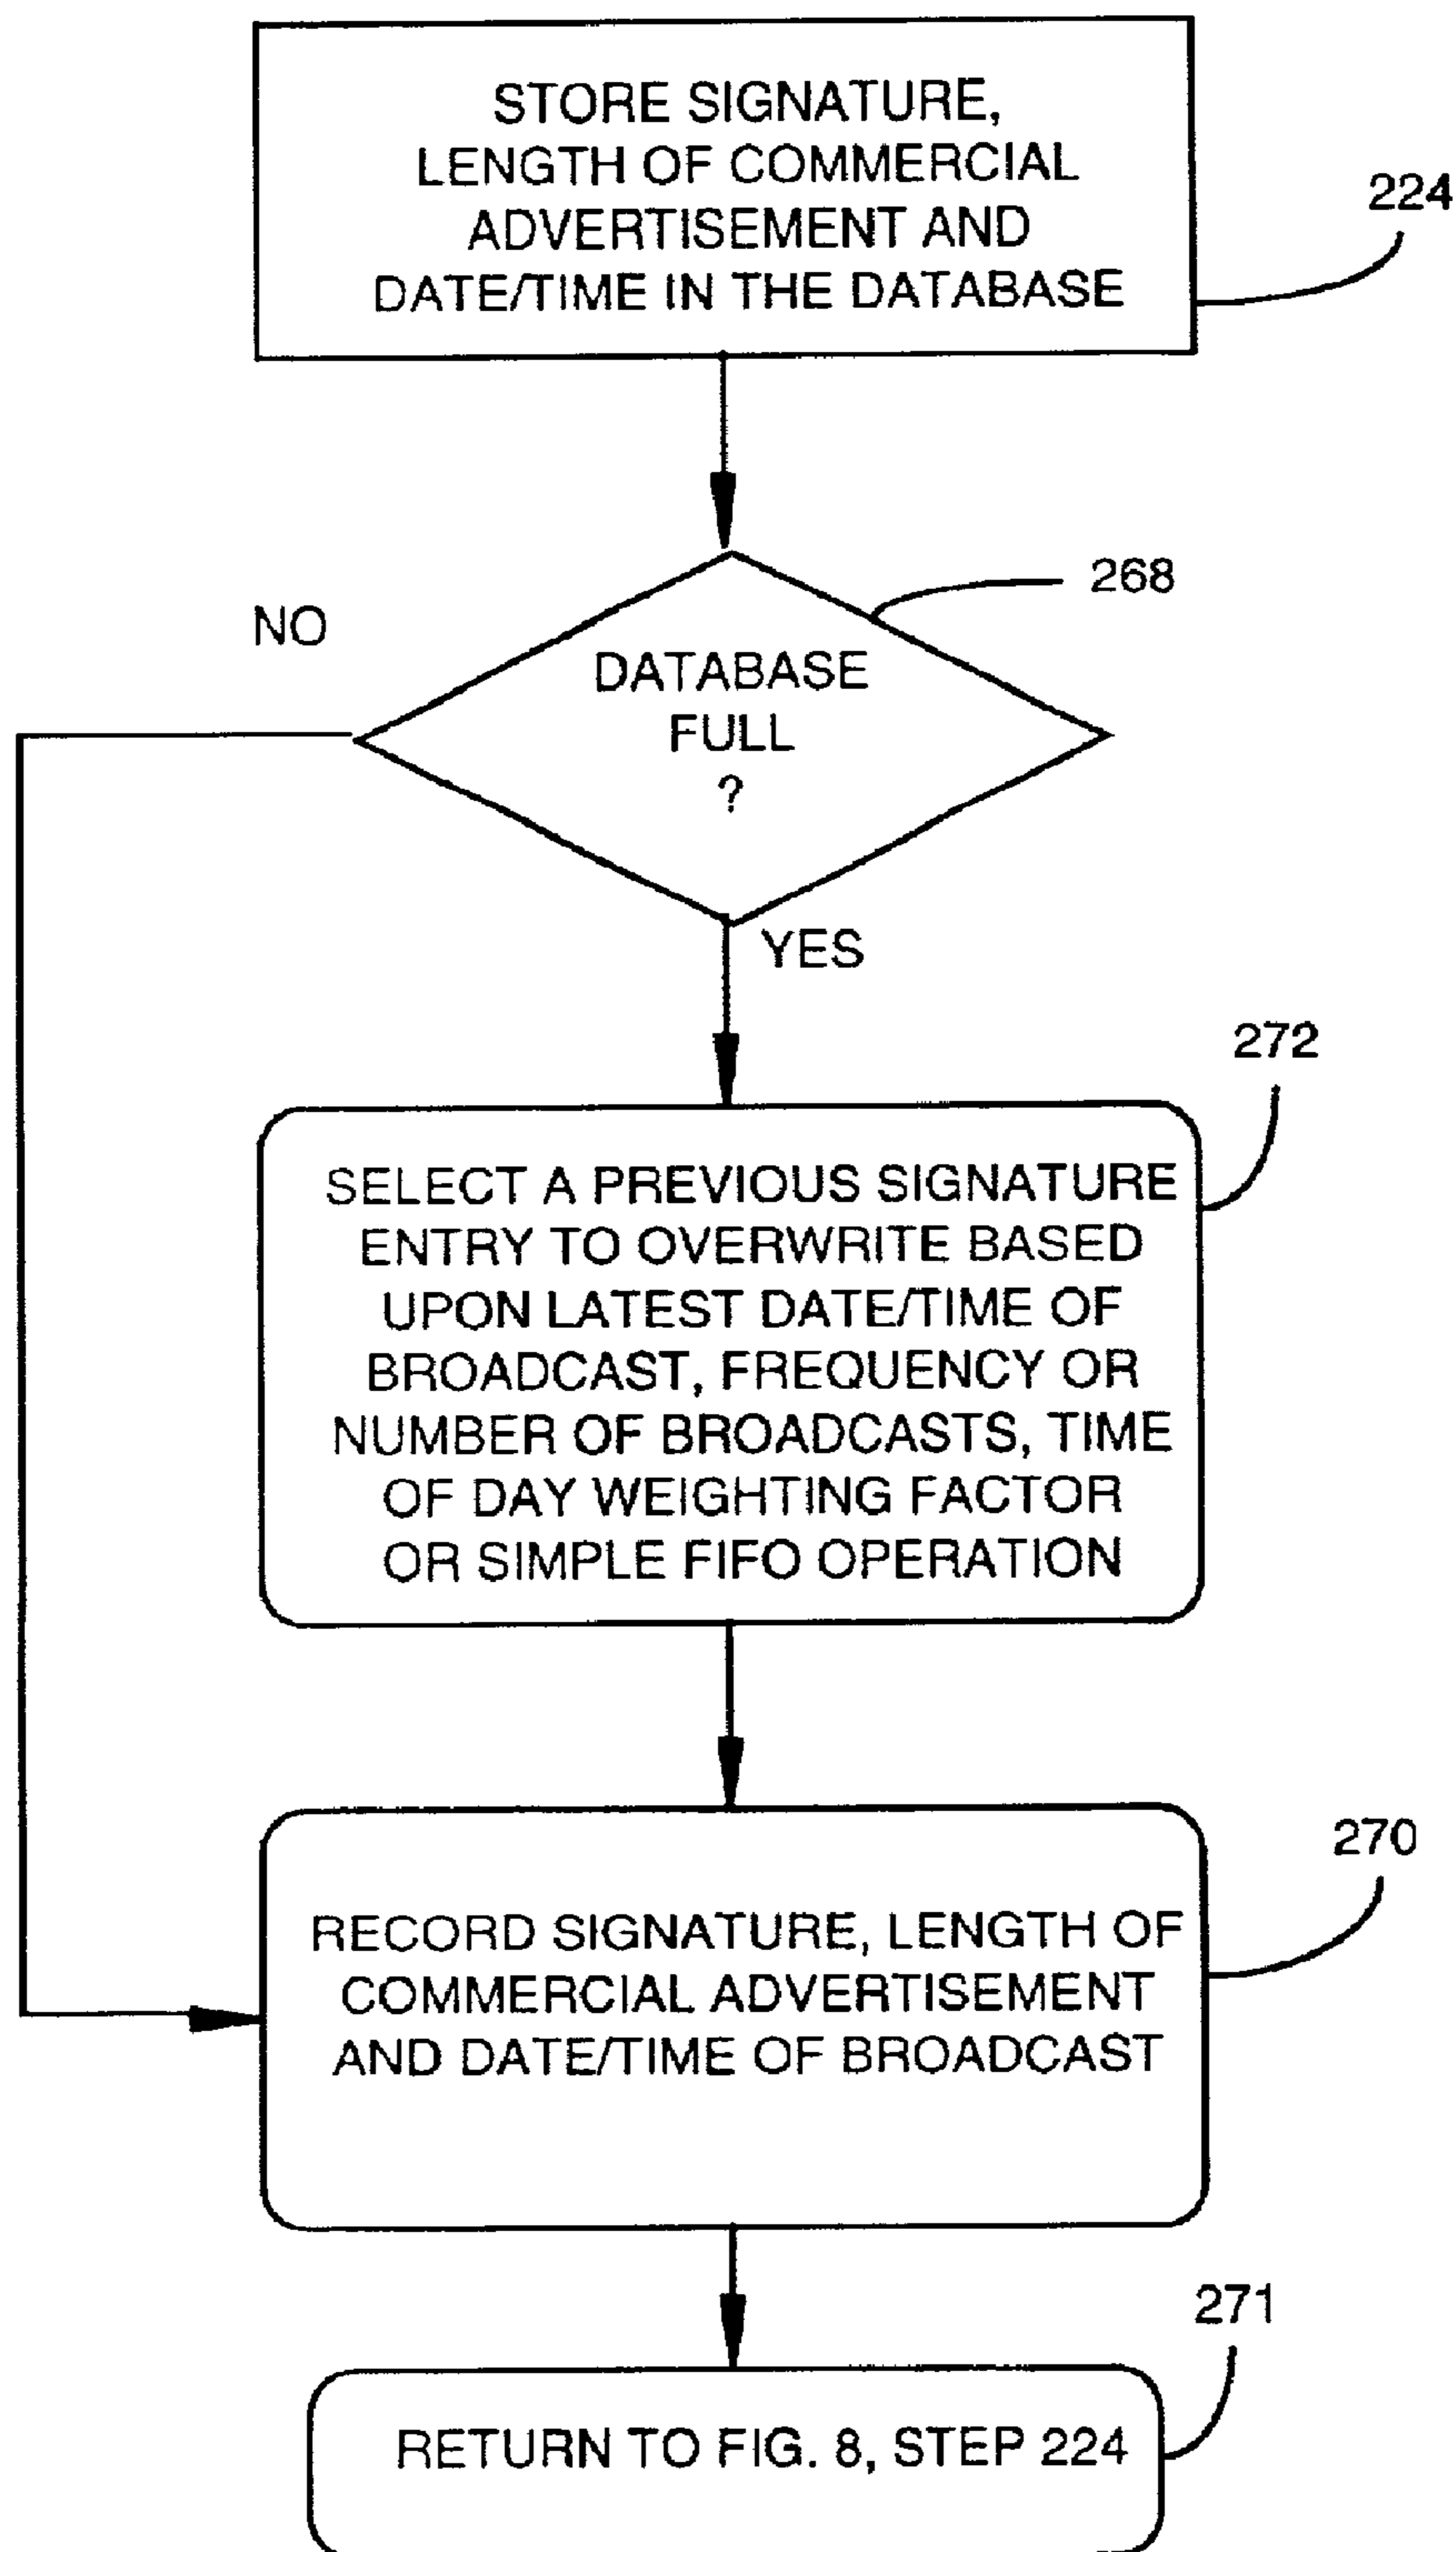 STORE SIGNATURE,
LENGTH OF COMMERCIAL
ADVERTISEMENT AND
DATE/TIME IN THE DATABASE
224
268
NO
DATABASE
FULL
?
YES
272
SELECT A PREVIOUS SIGNATURE
ENTRY TO OVERWRITE BASED
UPON LATEST DATE/TIME OF
BROADCAST, FREQUENCY OR
NUMBER OF BROADCASTS, TIME
OF DAY WEIGHTING FACTOR
OR SIMPLE FIFO OPERATION
270
RECORD SIGNATURE, LENGTH OF
COMMERCIAL ADVERTISEMENT
AND DATE/TIME OF BROADCAST
271
RETURN TO FIG. 8, STEP 224